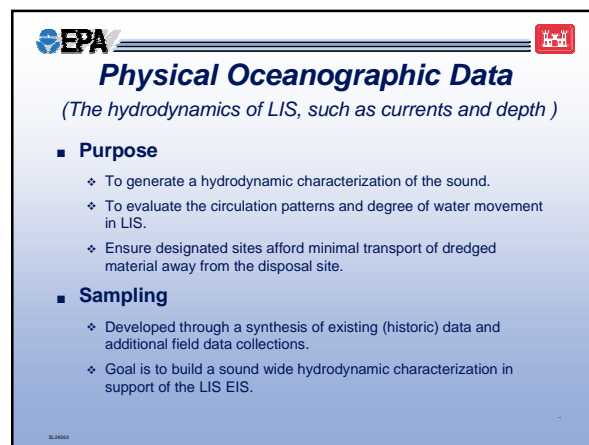 EPA
Physical Oceanographic Data
(The hydrodynamics of LIS, such as currents and depth )
■ Purpose
❖ To generate a hydrodynamic characterization of the sound.
❖ To evaluate the circulation patterns and degree of water movement
in LIS.
❖ Ensure designated sites afford minimal transport of dredged
material away from the disposal site.
■ Sampling
❖ Developed through a synthesis of existing (historic) data and
additional field data collections.
❖ Goal is to build a sound wide hydrodynamic characterization in
support of the LIS EIS.